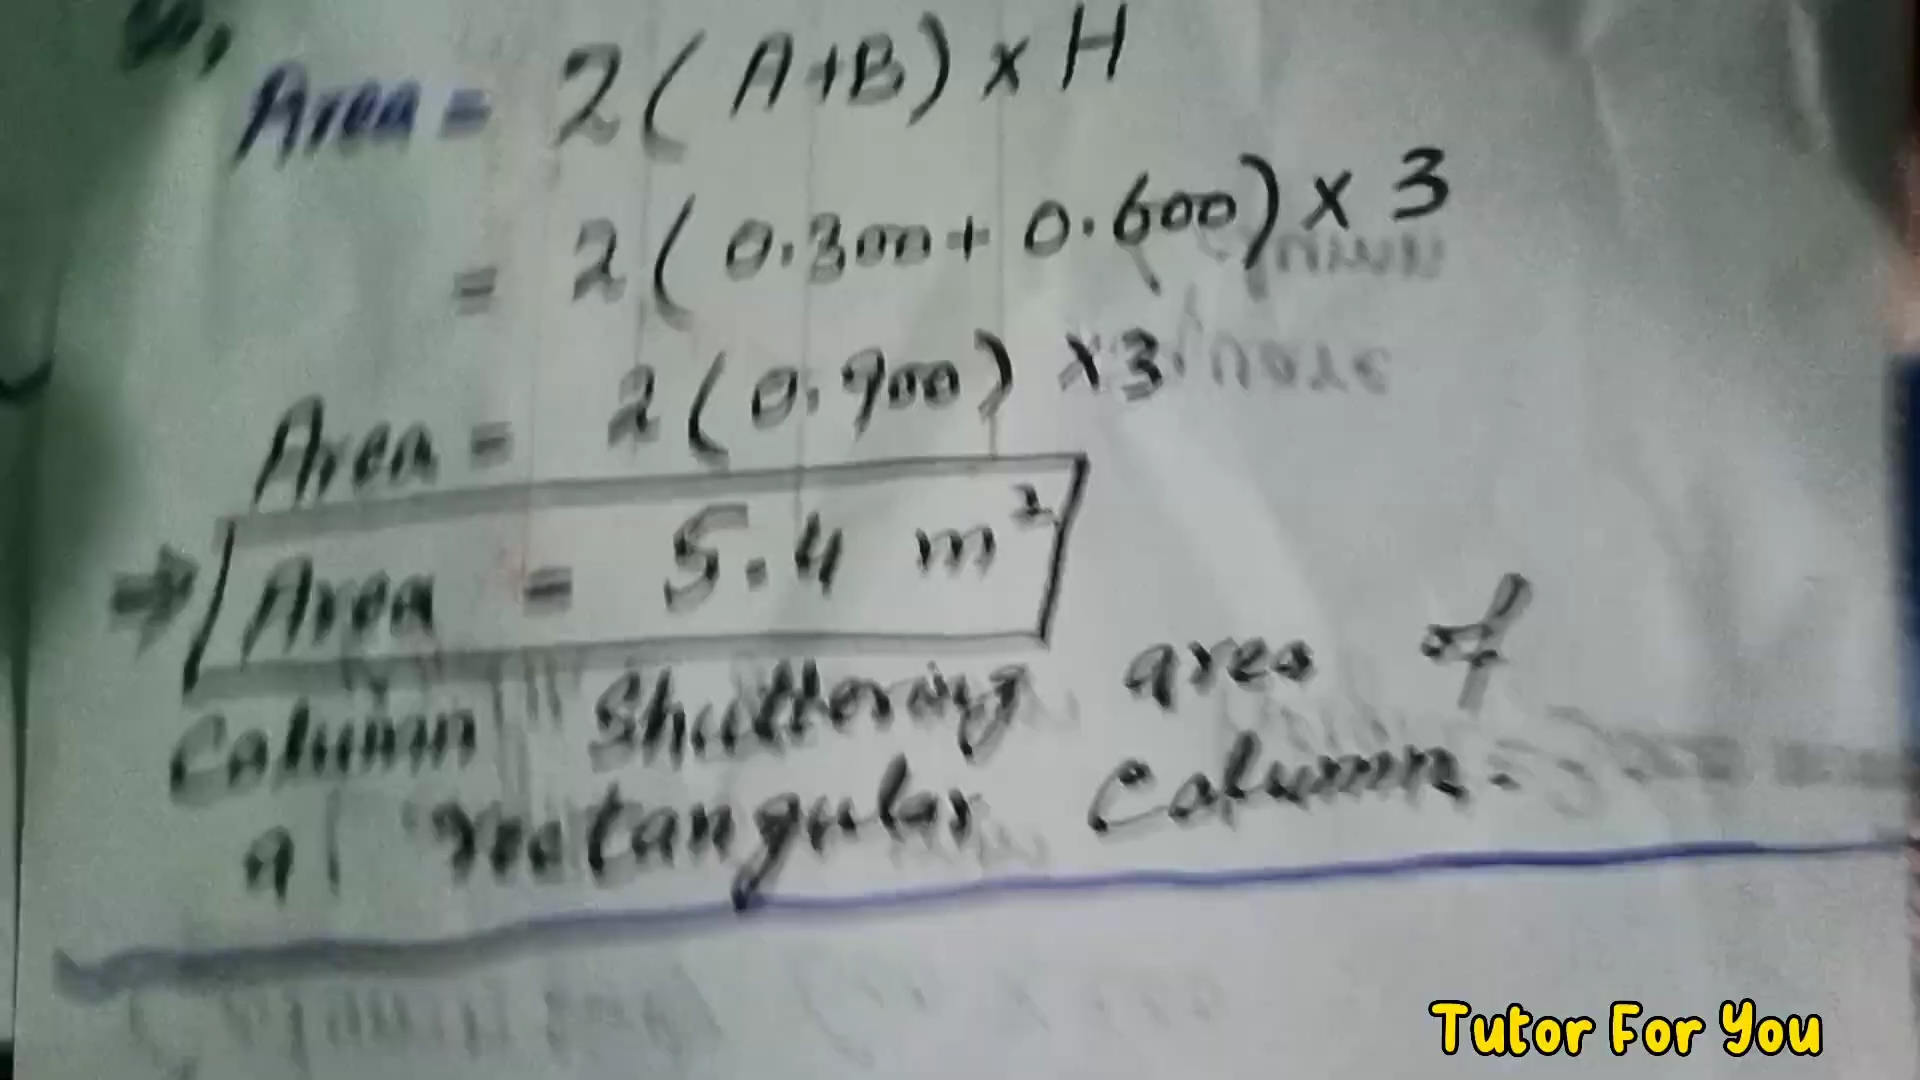 Area = 2(A+B) x H
= 2(0.300+0.600) x 3
Area = 2(0.900) x3
→ Area = 5.4 m²
Column Shuttering area of
a rectangular Column.
Tutor For You